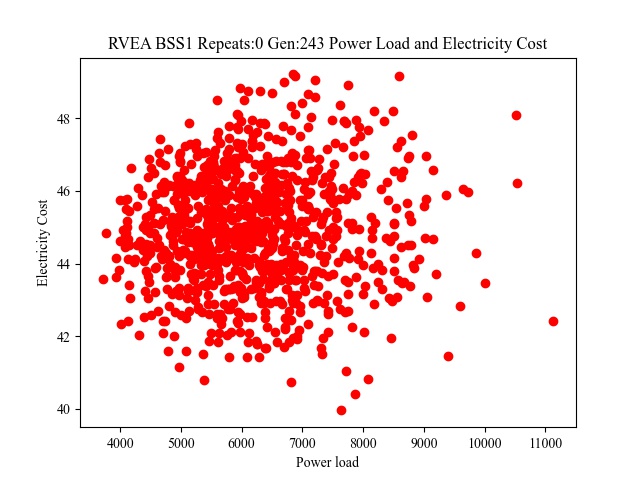 RVEA BSS1 Repeats:0 Gen:243 Power Load and Electricity Cost
48
46
44
42
40
Electricity Cost
4000 5000 6000 7000 8000 9000 10000 11000
Power load